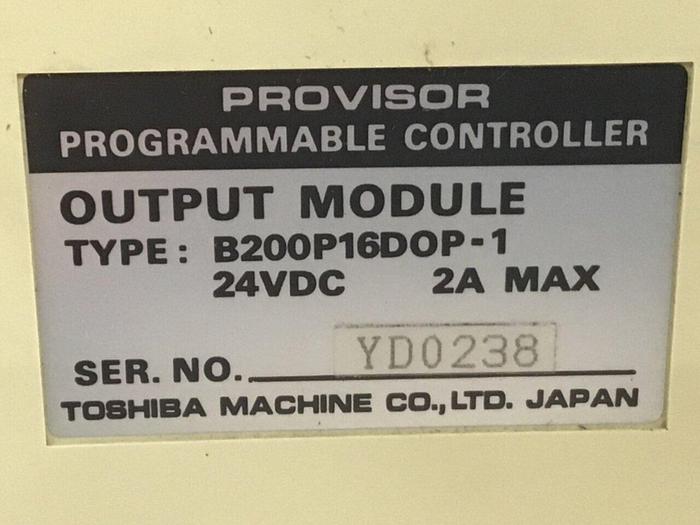 PROVISOR
PROGRAMMABLE CONTROLLER
OUTPUT MODULE
TYPE: B200P16DOP-1
24VDC 2A MAX
SER. NO. YD0238
TOSHIBA MACHINE CO.,LTD. JAPAN